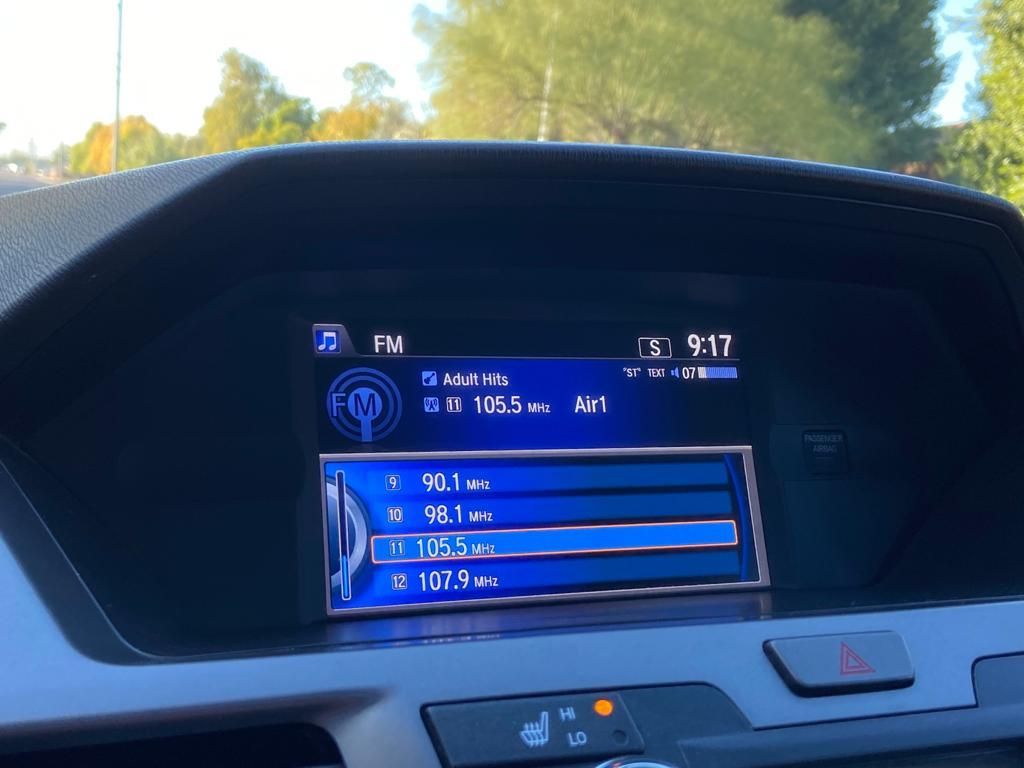 FM S 9:17
Adult Hits "ST" TEXT 07
FM 11 105.5 MHz Air1
9 90.1 MHz
10 98.1 MHz
11 105.5 MHz
12 107.9 MHz
PASSENGER
AIRBAG
HI
LO